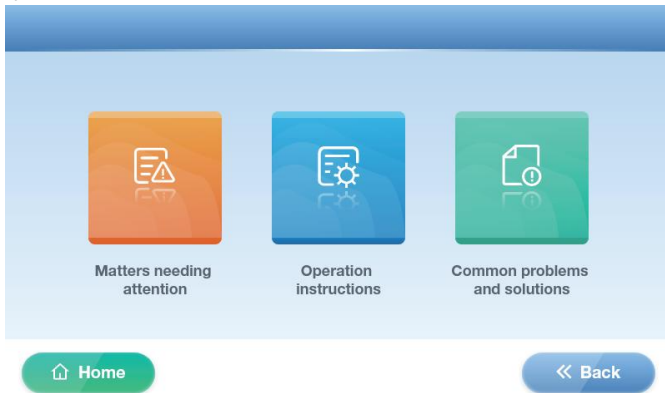 Matters needing
attention
Operation
instructions
Common problems
and solutions
Home
Back